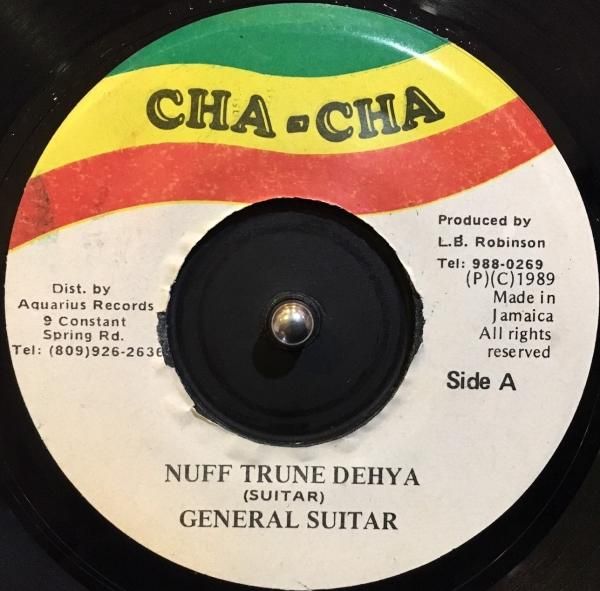 CHA-CHA
Produced by
L.B. Robinson
Tel: 988-0269
(P)(C)1989
Made in
Jamaica
All rights
reserved
Side A
Dist. by
Aquarius Records
9 Constant
Spring Rd.
Tel: (809)926-2636
NUFF TRUNE DEHYA
(SUITAR)
GENERAL SUITAR